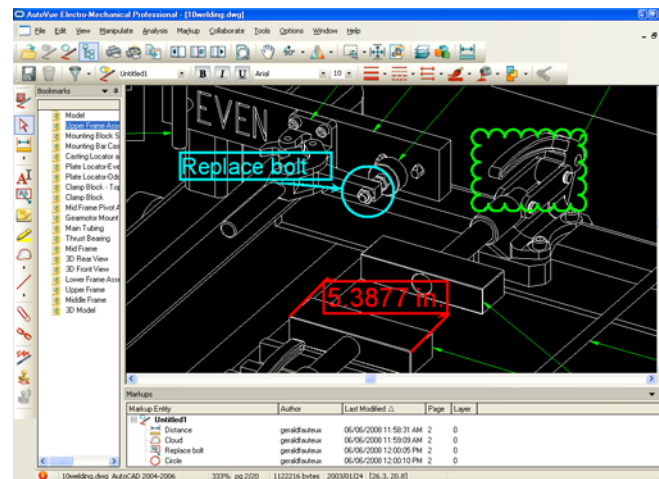 AutoVue Electro-Mechanical Professional - [10welding.dwg]
File Edit View Manipulate Analysis Markup Collaborate Tools Options Window Help
Untitled1 B I U Arial 10
Bookmarks
Model
Upper Frame Asse
Mounting Block S
Mounting Bar Cas
Casting Locator a
Plate Locator-Eve
Plate Locator-Odd
Clamp Block - Top
Clamp Block
Mid Frame Pivot A
Gearmotor Mount
Main Tubing
Thrust Bearing
Mid Frame
3D Rear View
3D Front View
Lower Frame Asse
Upper Frame
Middle Frame
3D Model
EVEN
Replace bolt
5.3877 in.
Markups
Markup Entity Author Last Modified Page Layer
Untitled1
Distance geraldfauteux 06/06/2008 11:58:31 AM 2 0
Cloud geraldfauteux 06/06/2008 11:59:09 AM 2 0
Replace bolt geraldfauteux 06/06/2008 12:00:05 PM 2 0
Circle geraldfauteux 06/06/2008 12:00:10 PM 2 0
10welding.dwg AutoCAD 2004-2006 333% pg 2/20 1122216 bytes 2003/01/24 [26.3, 20.8]